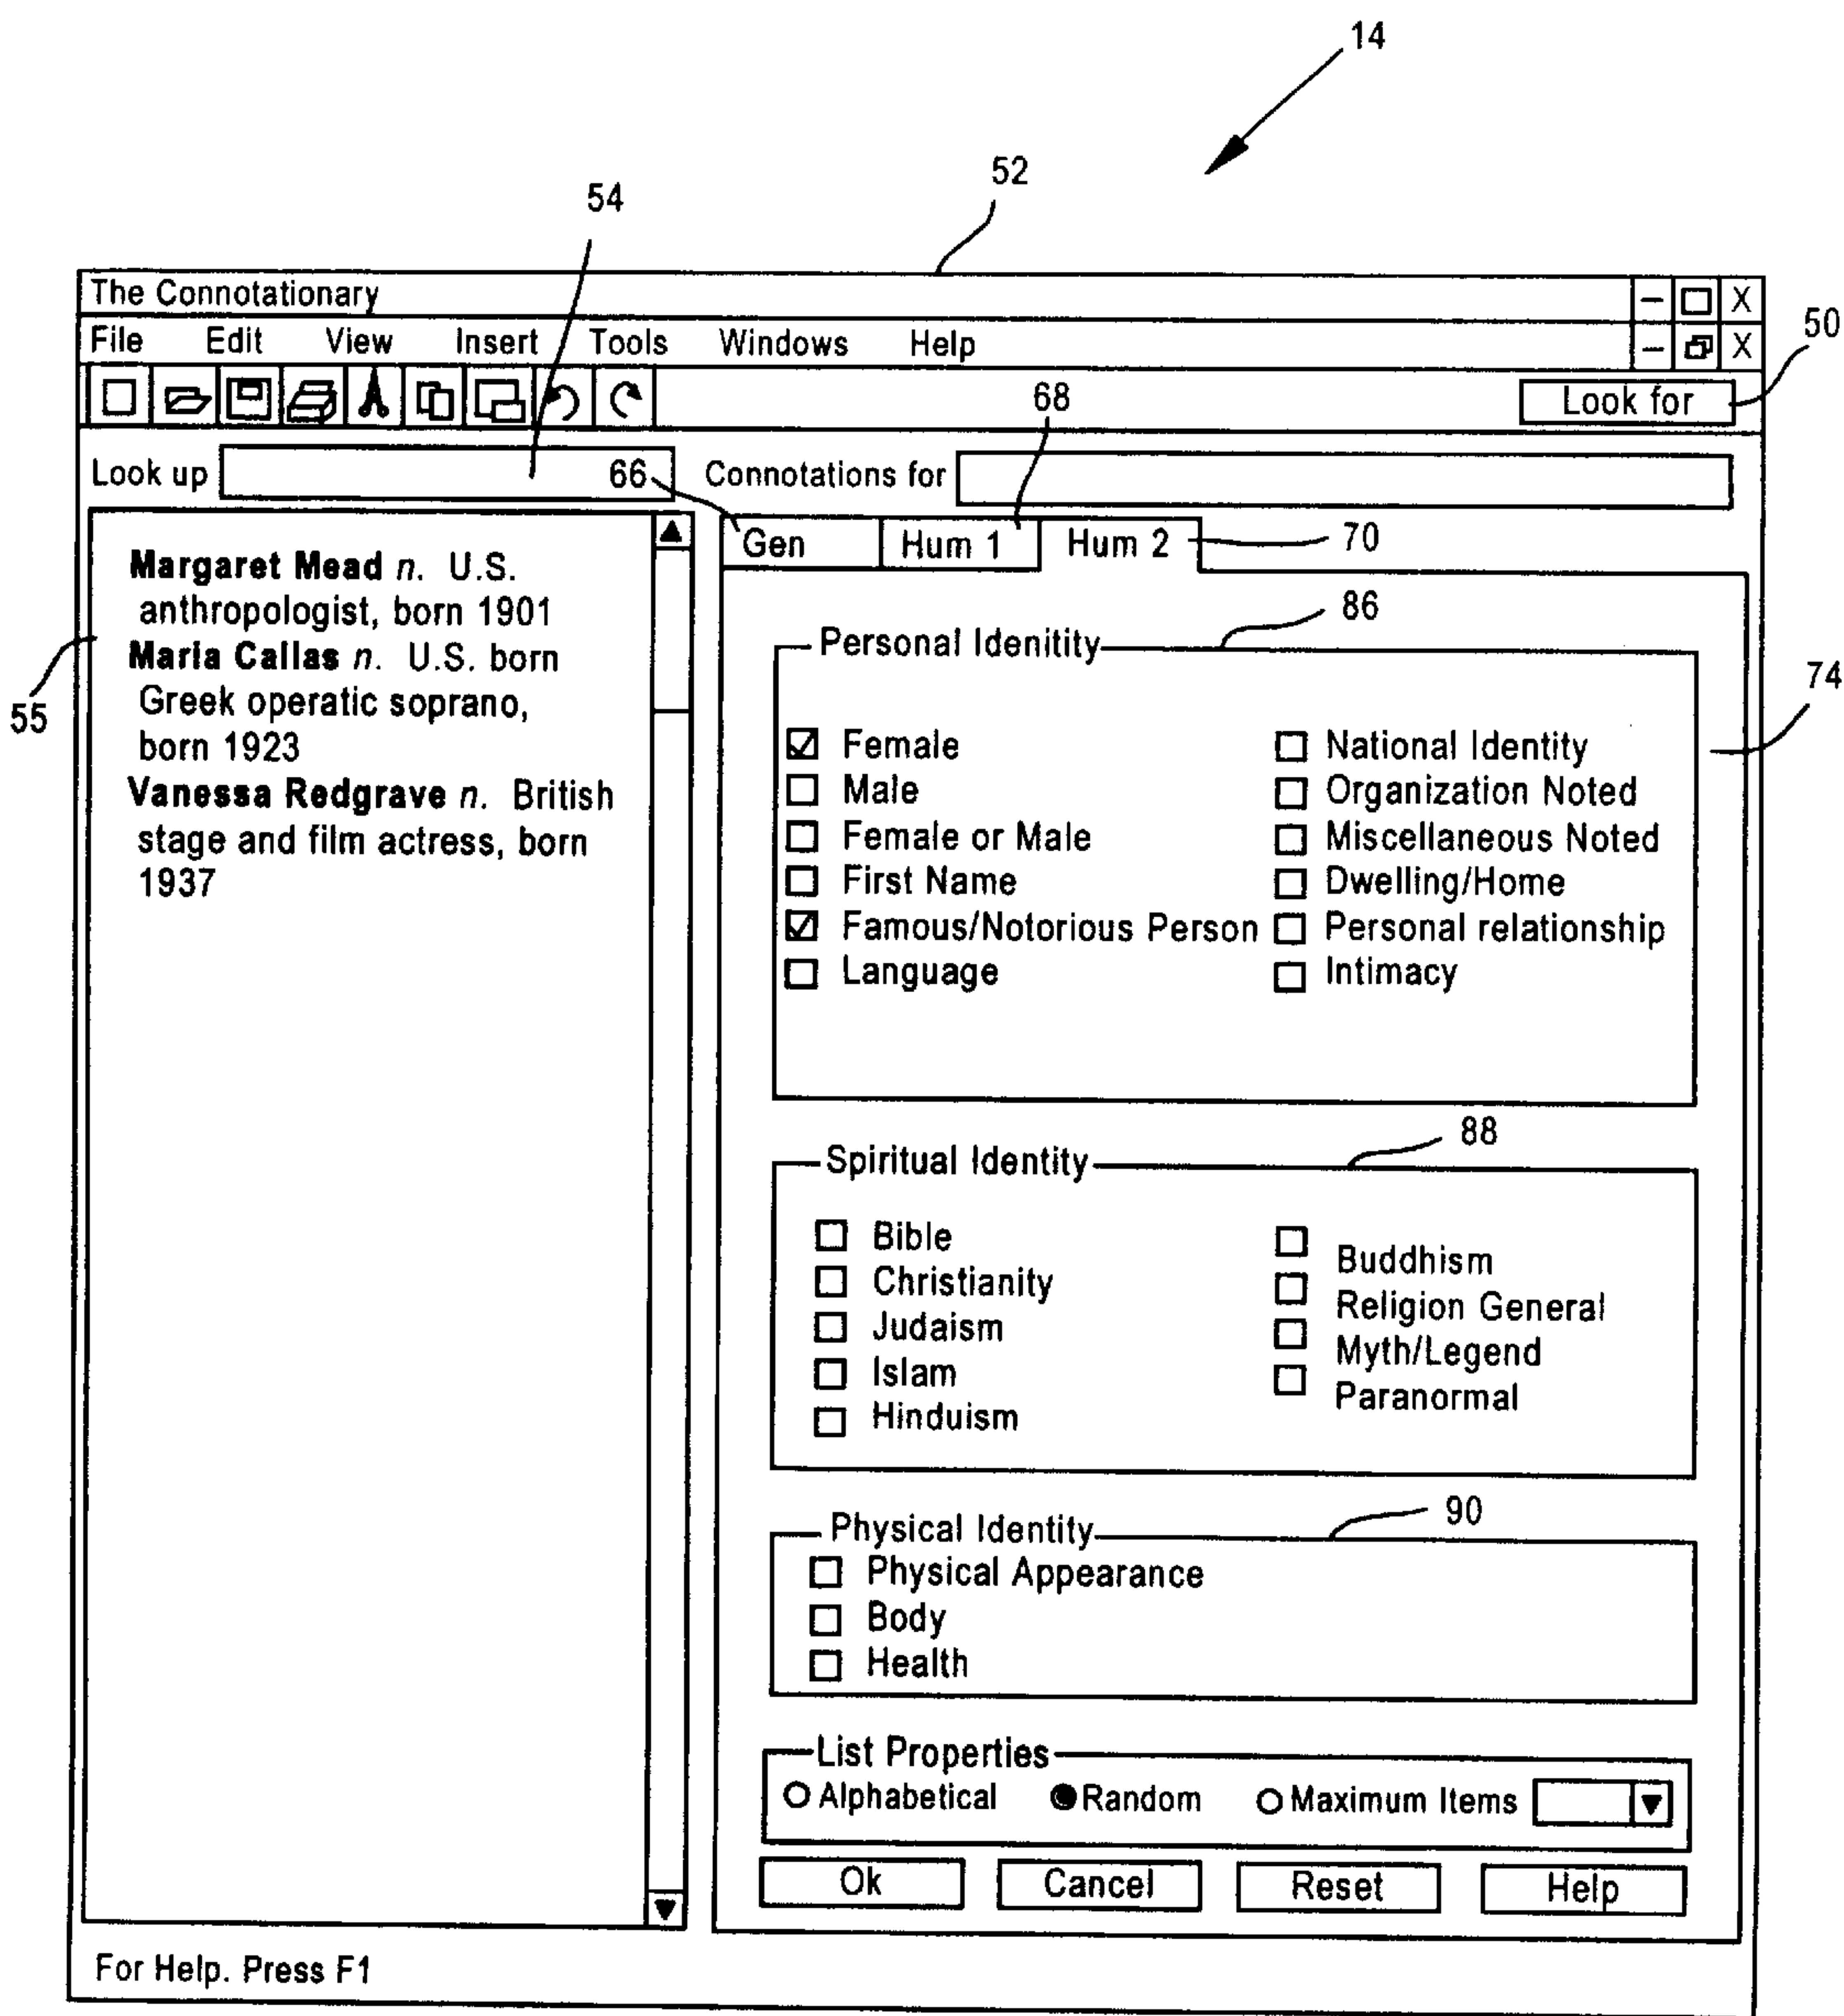 14
52
54
The Connotationary
– X
File Edit View Insert Tools Windows Help
– X
50
68
Look for
Look up
66
Connotations for
Gen Hum 1 Hum 2
70
Margaret Mead n. U.S.
anthropologist, born 1901
Maria Callas n. U.S. born
Greek operatic soprano,
born 1923
Vanessa Redgrave n. British
stage and film actress, born
1937
55
86
Personal Idenitity
74
Female
Male
Female or Male
First Name
Famous/Notorious Person
Language
National Identity
Organization Noted
Miscellaneous Noted
Dwelling/Home
Personal relationship
Intimacy
88
Spiritual Identity
Bible
Christianity
Judaism
Islam
Hinduism
Buddhism
Religion General
Myth/Legend
Paranormal
90
Physical Identity
Physical Appearance
Body
Health
List Properties
Alphabetical Random Maximum Items
Ok Cancel Reset Help
For Help. Press F1